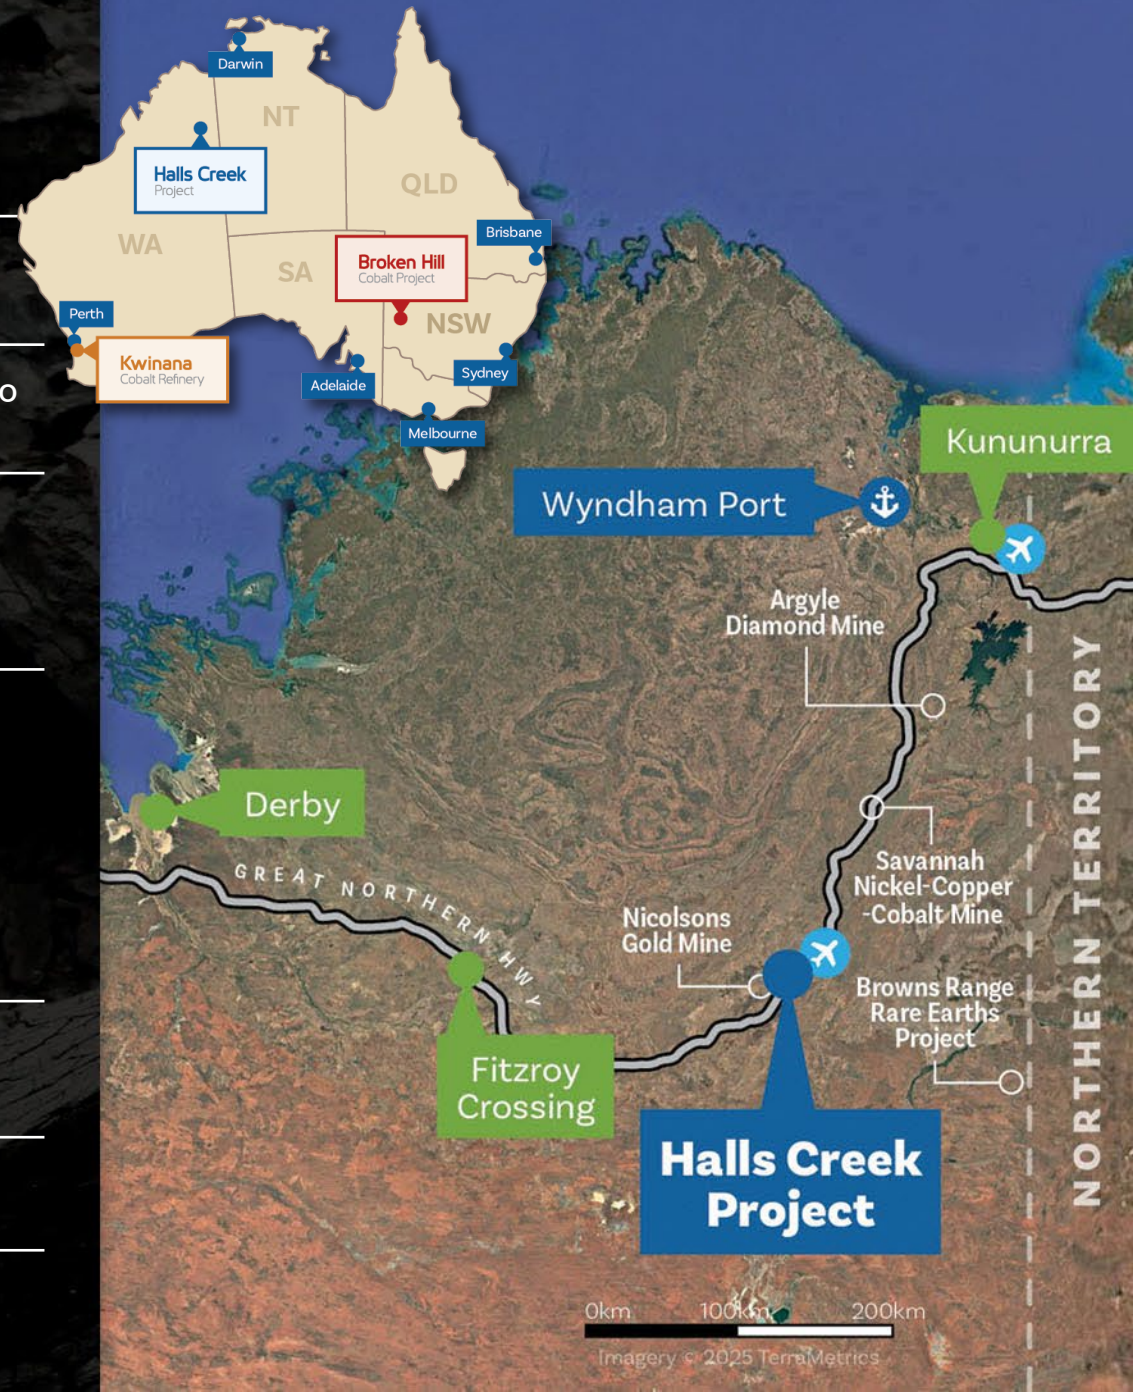 Darwin
NT
Halls Creek
Project
QLD
WA
Brisbane
SA
Broken Hill
Cobalt Project
NSW
Perth
Kwinana
Cobalt Refinery
Adelaide
Sydney
Melbourne
o
Kununurra
Wyndham Port
Argyle
Diamond Mine
Derby
GREAT NORTHERN HWY
Savannah
Nickel-Copper
-Cobalt Mine
Nicolsons
Gold Mine
Browns Range
Rare Earths
Project
NORTHERN TERRITORY
Fitzroy
Crossing
Halls Creek
Project
0km 100km 200km
Imagery © 2025 TerraMetrics